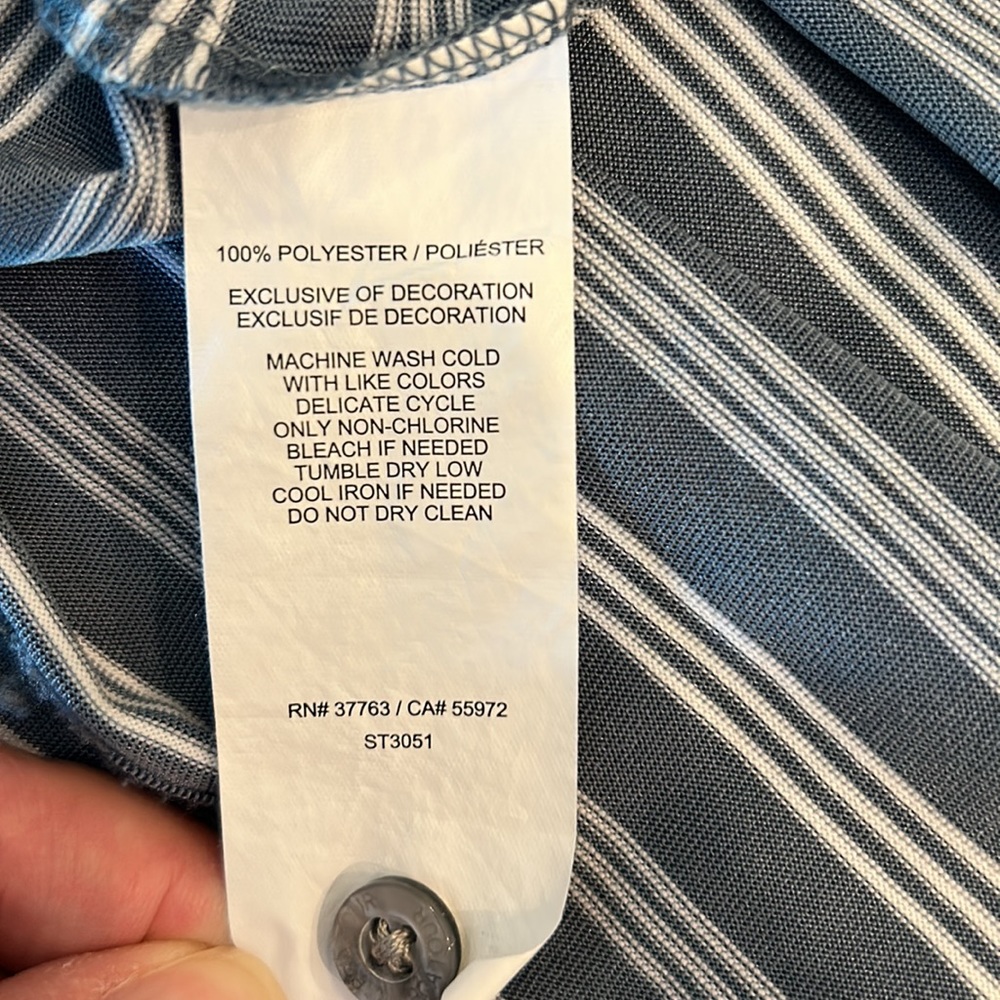 100% POLYESTER / POLIÉSTER
EXCLUSIVE OF DECORATION
EXCLUSIF DE DECORATION
MACHINE WASH COLD
WITH LIKE COLORS
DELICATE CYCLE
ONLY NON-CHLORINE
BLEACH IF NEEDED
TUMBLE DRY LOW
COOL IRON IF NEEDED
DO NOT DRY CLEAN
RN# 37763 / CA# 55972
ST3051